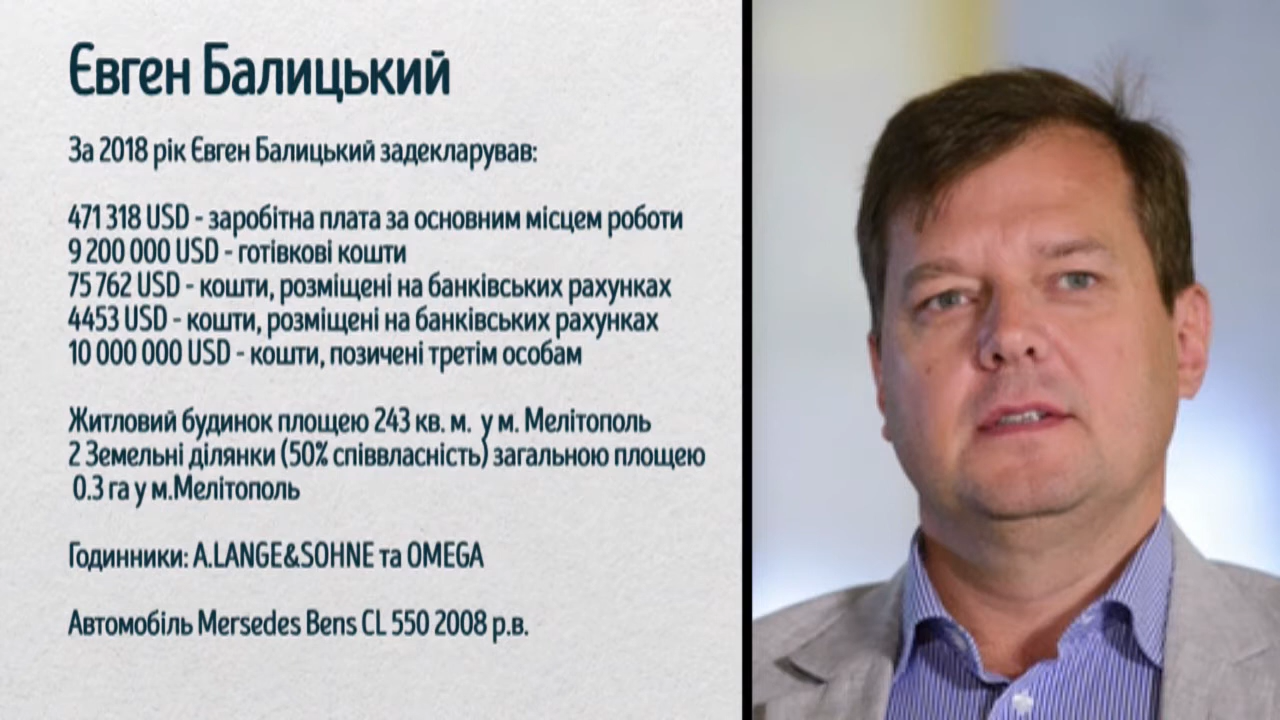 Євген Балицький
За 2018 рік Євген Балицький задекларував:
471 318 USD - заробітна плата за основним місцем роботи
9 200 000 USD - готівкові кошти
75 762 USD - кошти, розміщені на банківських рахунках
4453 USD - кошти, розміщені на банківських рахунках
10 000 000 USD - кошти, позичені третім особам
Житловий будинок площею 243 кв. м. у м. Мелітополь
2 Земельні ділянки (50% співвласність) загальною площею
0.3 га у м.Мелітополь
Годинники: A.LANGE&SOHNE та OMEGA
Автомобіль Mersedes Bens CL 550 2008 р.в.